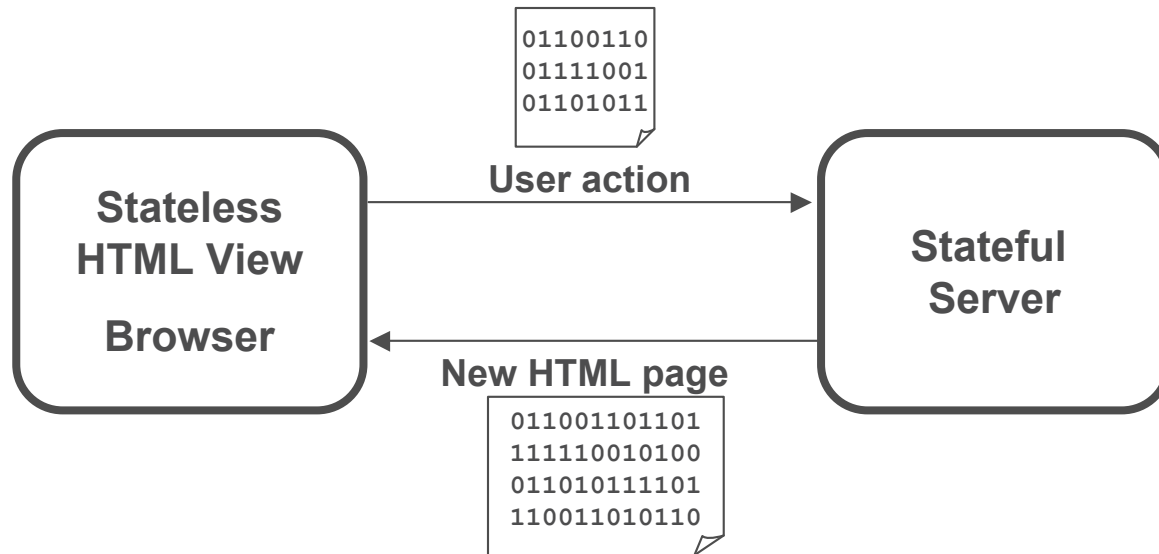 01100110
01111001
01101011
User action
Stateless
HTML View
Browser
Stateful
Server
New HTML page
011001101101
111110010100
011010111101
110011010110